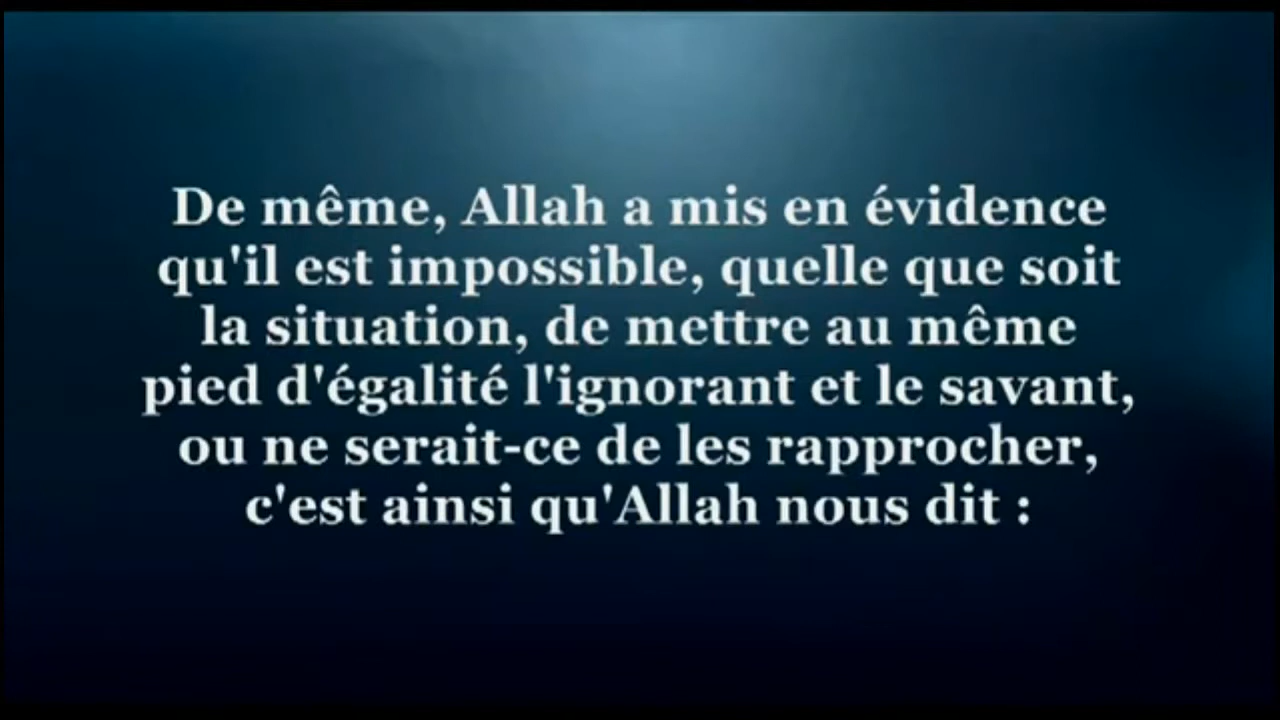 De même, Allah a mis en évidence
qu'il est impossible, quelle que soit
la situation, de mettre au même
pied d'égalité l'ignorant et le savant,
ou ne serait-ce de les rapprocher,
c'est ainsi qu'Allah nous dit :